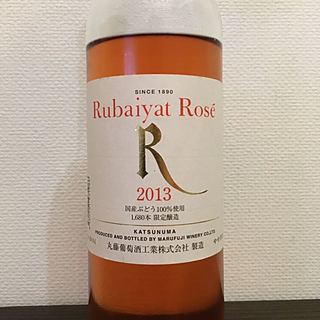 SINCE 1890
Rubaiyat Rosé
R
2013
国産ぶどう100%使用
1,680本 限定醸造
KATSUNUMA
PRODUCED AND BOTTLED BY MARUFUJI WINERY CO.,LTD
丸藤葡萄酒工業株式会社 製造